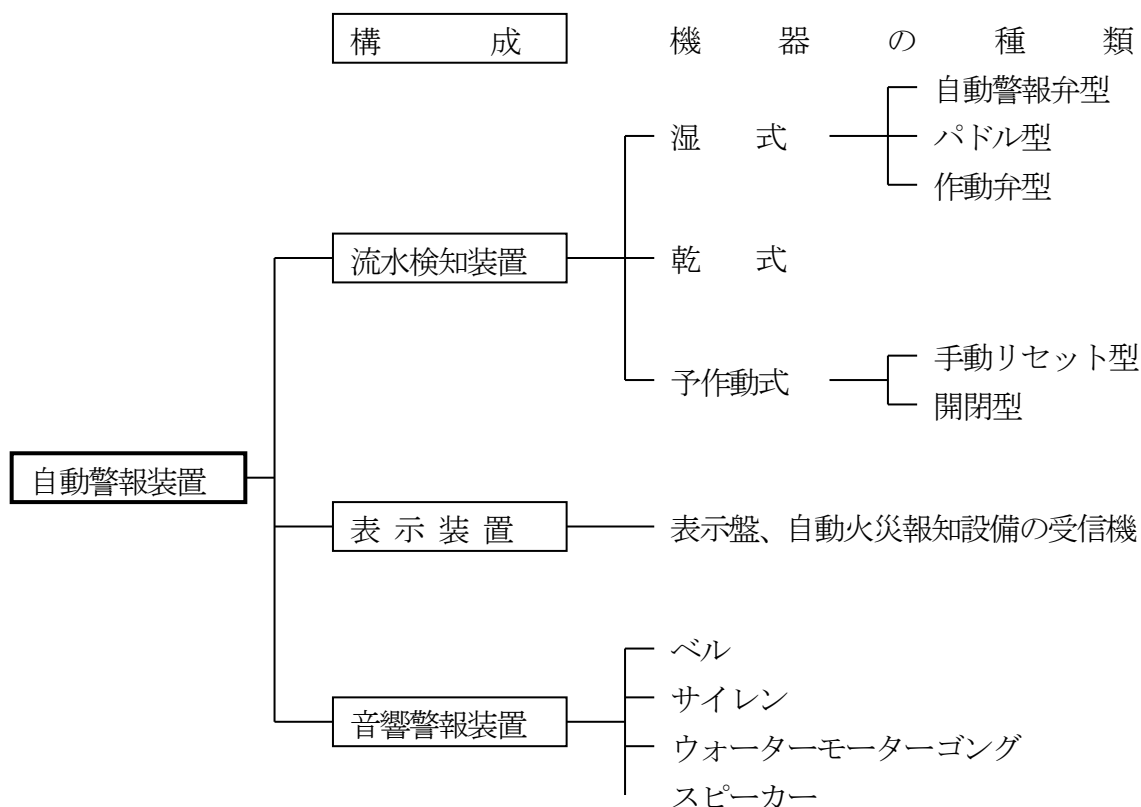 構成 機器の種類
自動警報弁型
湿式 パドル型
作動弁型
流水検知装置 乾式
手動リセット型
予作動式
開閉型
自動警報装置
表示装置 表示盤、自動火災報知設備の受信機
ベル
サイレン
音響警報装置
ウォーターモーターゴング
スピーカー